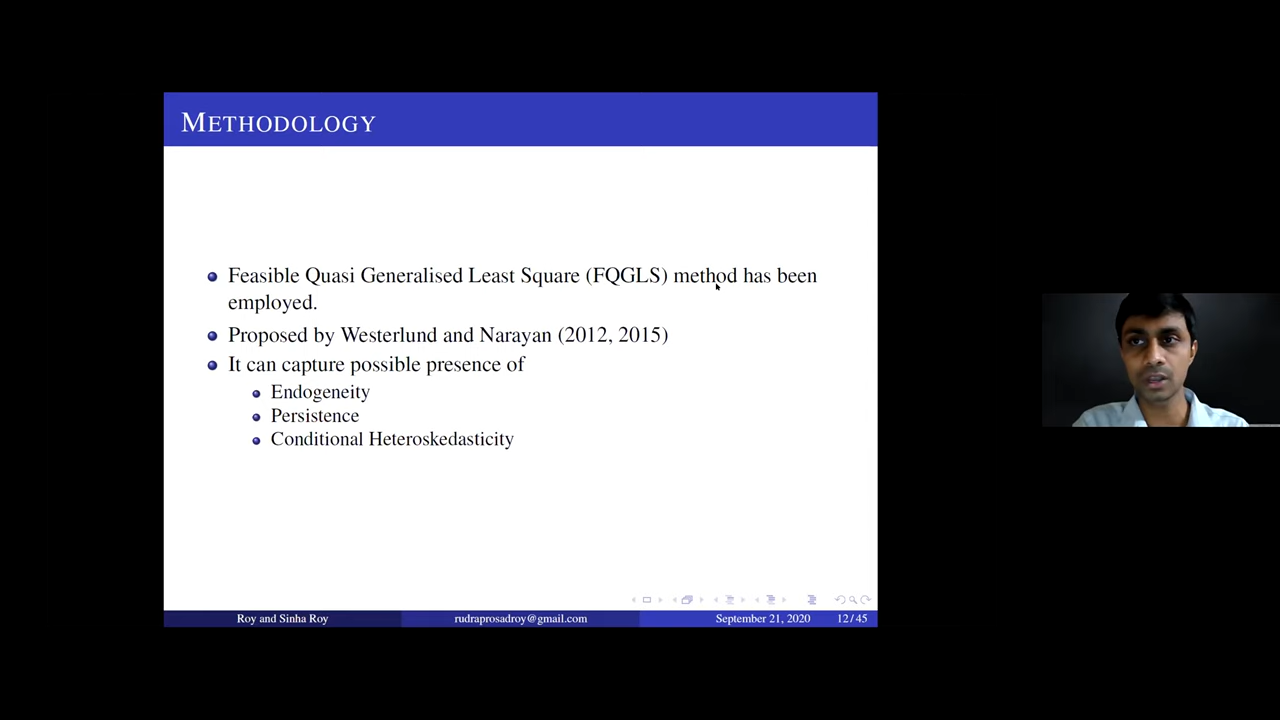 METHODOLOGY
Feasible Quasi Generalised Least Square (FQGLS) method has been
employed.
Proposed by Westerlund and Narayan (2012, 2015)
It can capture possible presence of
Endogeneity
Persistence
Conditional Heteroskedasticity
Roy and Sinha Roy rudraprosadroy@gmail.com September 21, 2020 12 / 45